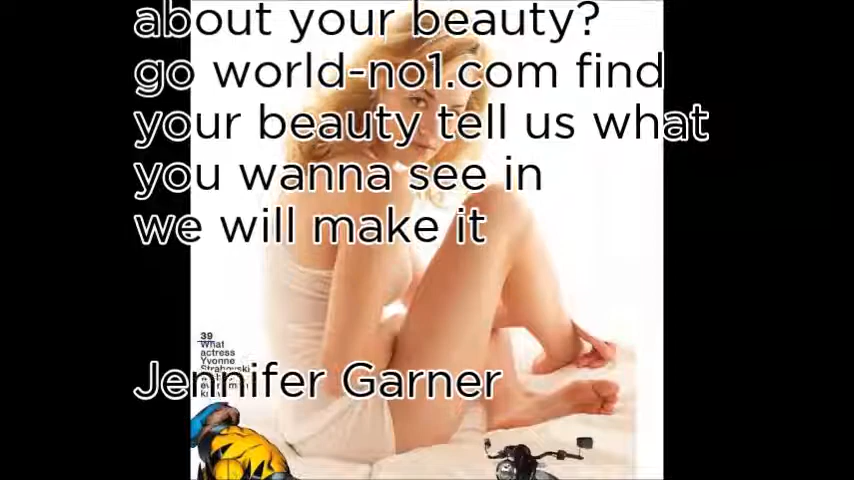 about your beauty?
go world-no1.com find
your beauty tell us what
you wanna see in
we will make it
39
What
actress
Yvonne
Strahovski
Jennifer Garner